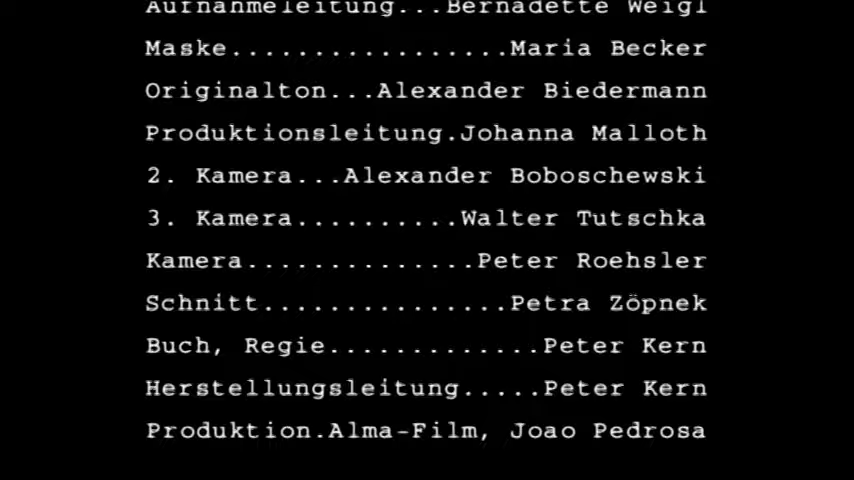 Aufnahmeleitung...Bernadette Weigl
Maske.................Maria Becker
Originalton...Alexander Biedermann
Produktionsleitung.Johanna Malloth
2. Kamera...Alexander Boboschewski
3. Kamera..........Walter Tutschka
Kamera..............Peter Roehsler
Schnitt...............Petra Zöpnek
Buch, Regie.............Peter Kern
Herstellungsleitung.....Peter Kern
Produktion.Alma-Film, Joao Pedrosa